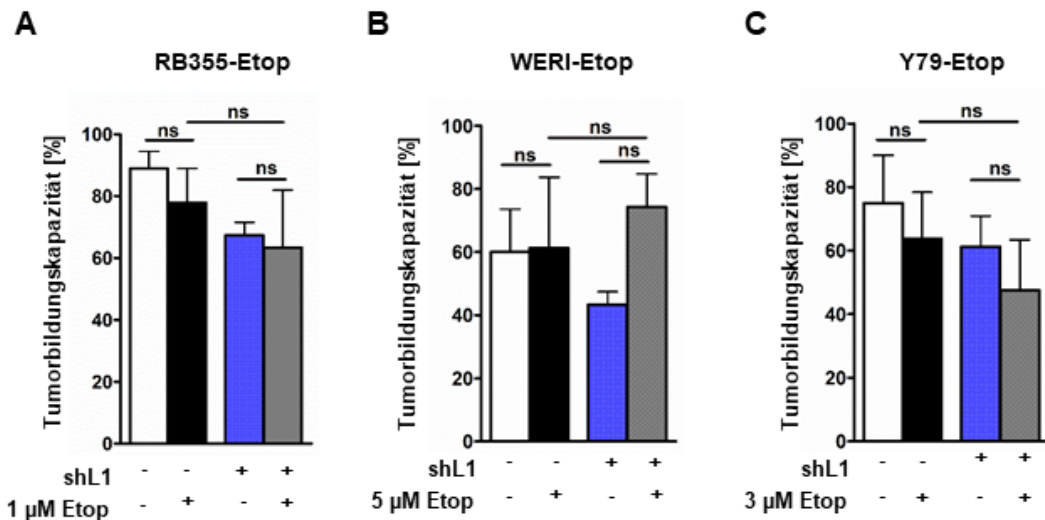 A
RB355-Etop
Tumorbildungskapazität [%]
100
80
60
40
20
0
ns
ns
ns
shL1 - - + +
1 µM Etop - + - +
B
WERI-Etop
Tumorbildungskapazität [%]
100
80
60
40
20
0
ns
ns
ns
shL1 - - + +
5 µM Etop - + - +
C
Y79-Etop
Tumorbildungskapazität [%]
100
80
60
40
20
0
ns
ns
ns
shL1 - - + +
3 µM Etop - + - +